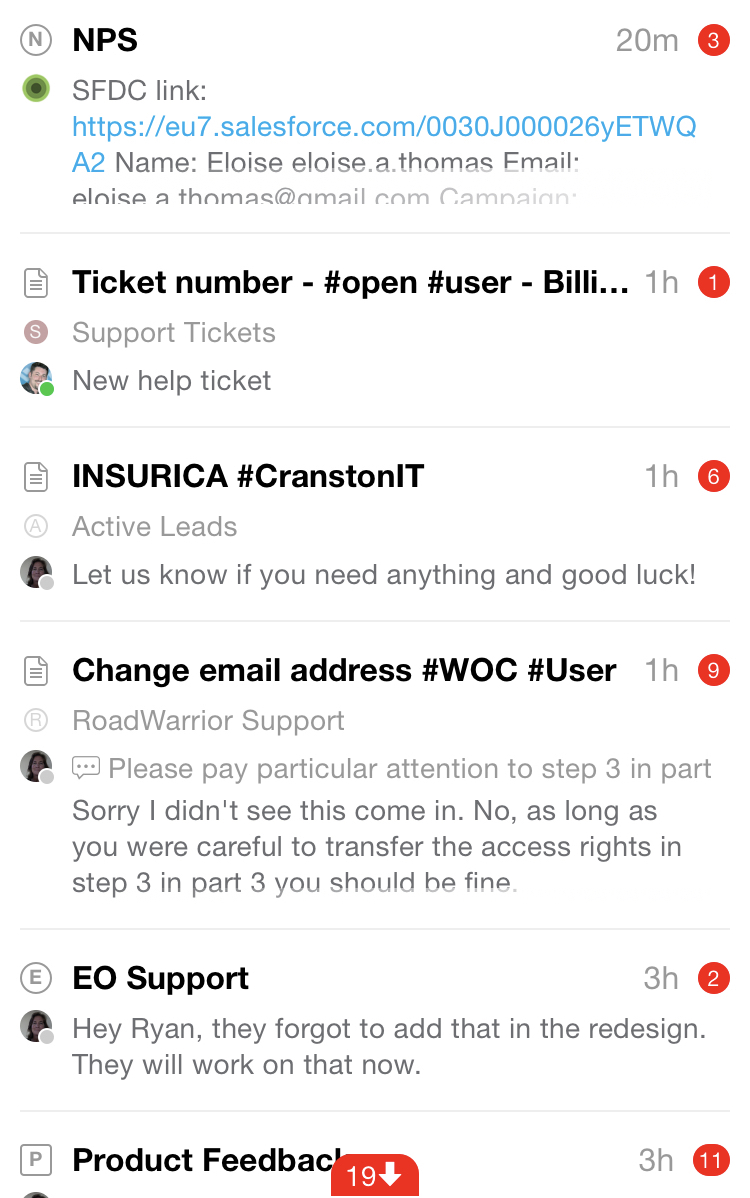 N NPS 20m 3
SFDC link:
https://eu7.salesforce.com/0030J000026yETWQ
A2 Name: Eloise eloise.a.thomas Email:
eloise.a.thomas@gmail.com Campaign:
Ticket number - #open #user - Billi... 1h 1
S Support Tickets
New help ticket
INSURICA #CranstonIT 1h 6
A Active Leads
Let us know if you need anything and good luck!
Change email address #WOC #User 1h 9
R RoadWarrior Support
Please pay particular attention to step 3 in part
Sorry I didn't see this come in. No, as long as
you were careful to transfer the access rights in
step 3 in part 3 you should be fine.
E EO Support 3h 2
Hey Ryan, they forgot to add that in the redesign.
They will work on that now.
P Product Feedback 3h 11
19